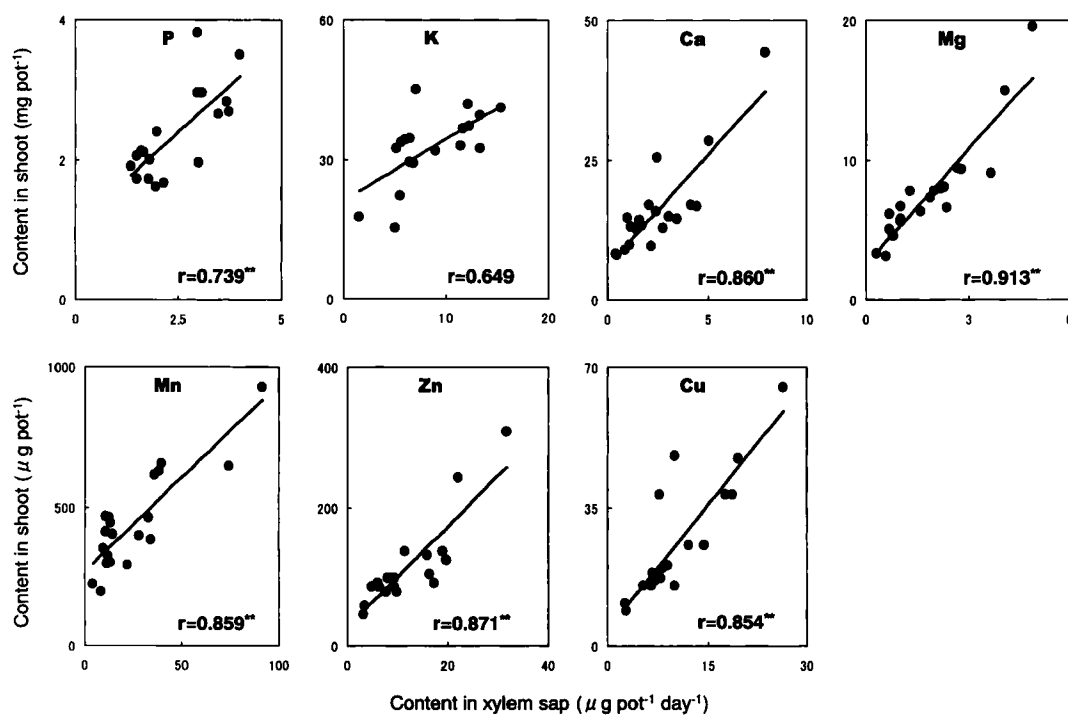 Content in shoot (mg pot⁻¹)
4
2
0
P
r=0.739**
0 2.5 5
60
30
0
K
r=0.649
0 10 20
50
25
0
Ca
r=0.860**
0 5 10
20
10
0
Mg
r=0.913**
0 3 6
Content in shoot (μ g pot⁻¹)
1000
500
0
Mn
r=0.859**
0 50 100
400
200
0
Zn
r=0.871**
0 20 40
70
35
0
Cu
r=0.854**
0 15 30
Content in xylem sap (μ g pot⁻¹ day⁻¹)